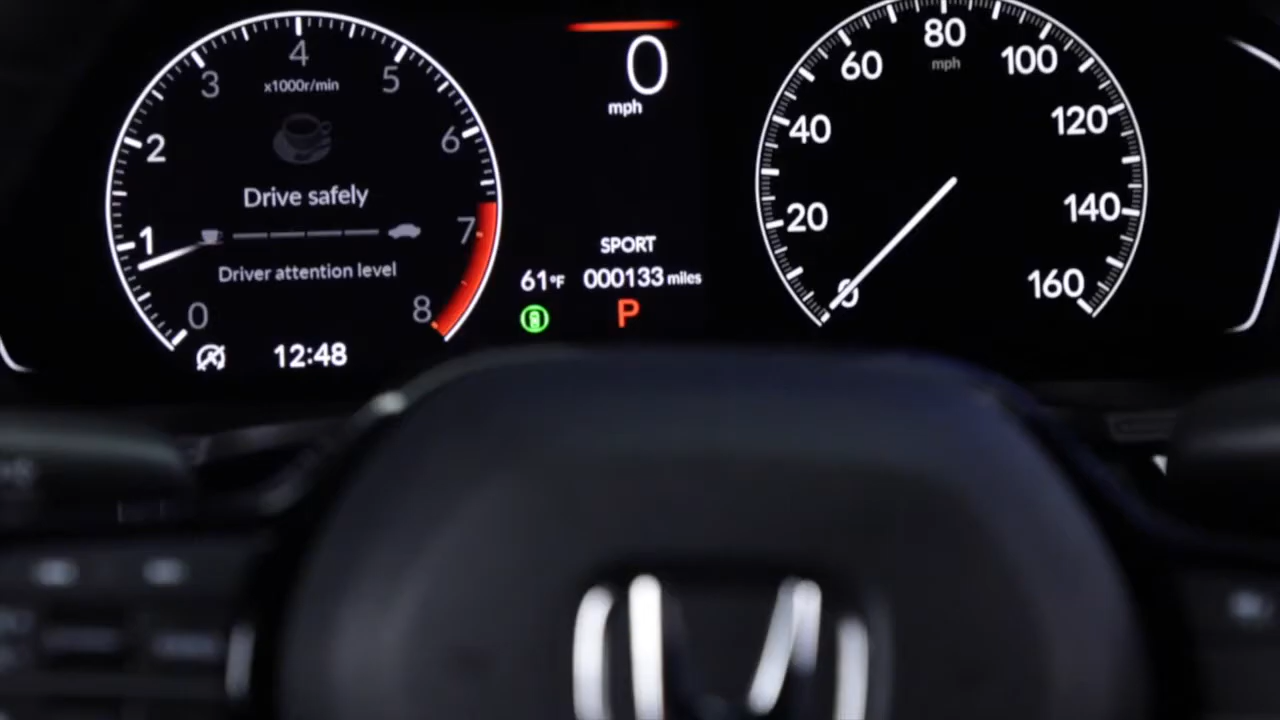 4
3
5
x1000r/min
2
6
Drive safely
1
7
Driver attention level
0
8
12:48
0
mph
SPORT
61°F
000133 miles
P
80
mph
60
100
40
120
20
140
0
160